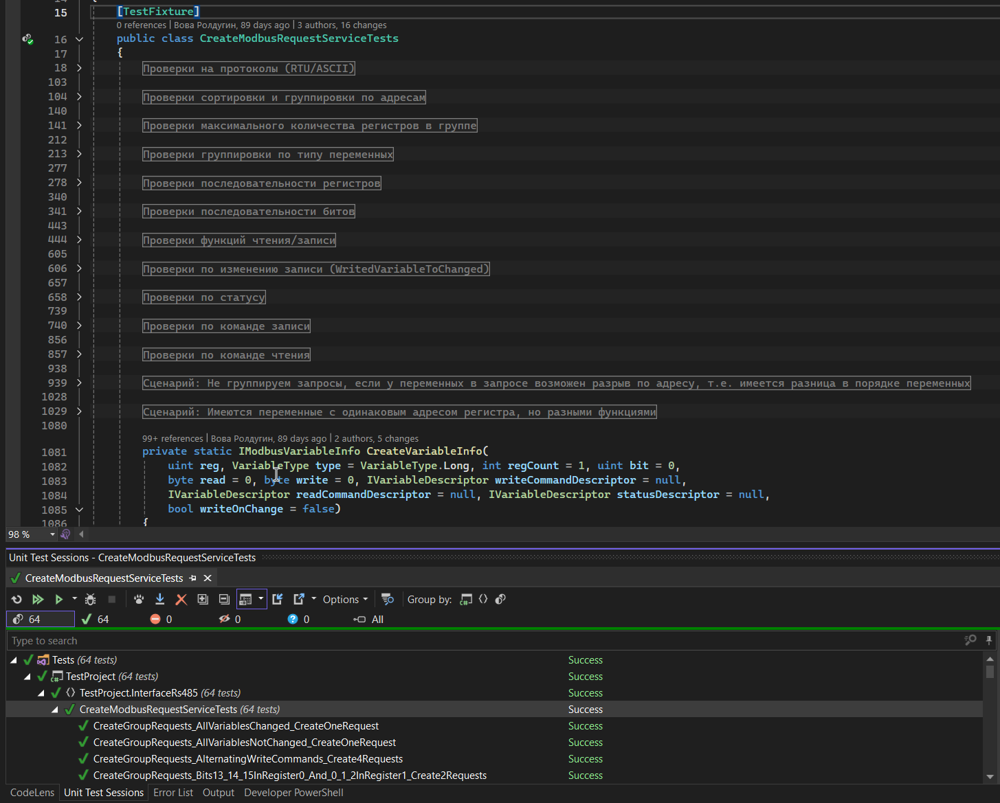 14 {
15 [TestFixture]
0 references | Вова Ролдугин, 89 days ago | 3 authors, 16 changes
16 public class CreateModbusRequestServiceTests
17 {
18 Проверки на протоколы (RTU/ASCII)
103
104 Проверки сортировки и группировки по адресам
140
141 Проверки максимального количества регистров в группе
212
213 Проверки группировки по типу переменных
277
278 Проверки последовательности регистров
340
341 Проверки последовательности битов
443
444 Проверки функций чтения/записи
605
606 Проверки по изменению записи (WritedVariableToChanged)
657
658 Проверки по статусу
739
740 Проверки по команде записи
856
857 Проверки по команде чтения
938
939 Сценарий: Не группируем запросы, если у переменных в запросе возможен разрыв по адресу, т.е. имеется разница в порядке переменных
1028
1029 Сценарий: Имеются переменные с одинаковым адресом регистра, но разными функциями
1080
99+ references | Вова Ролдугин, 89 days ago | 2 authors, 5 changes
1081 private static IModbusVariableInfo CreateVariableInfo(
1082 uint reg, VariableType type = VariableType.Long, int regCount = 1, uint bit = 0,
1083 byte read = 0, byte write = 0, IVariableDescriptor writeCommandDescriptor = null,
1084 IVariableDescriptor readCommandDescriptor = null, IVariableDescriptor statusDescriptor = null,
1085 bool writeOnChange = false)
1086 {
98 %
Unit Test Sessions - CreateModbusRequestServiceTests
CreateModbusRequestServiceTests
Options Group by:
64 64 0 0 0 All
Type to search
Tests (64 tests) Success
TestProject (64 tests) Success
TestProject.InterfaceRs485 (64 tests) Success
CreateModbusRequestServiceTests (64 tests) Success
CreateGroupRequests_AllVariablesChanged_CreateOneRequest Success
CreateGroupRequests_AllVariablesNotChanged_CreateOneRequest Success
CreateGroupRequests_AlternatingWriteCommands_Create4Requests Success
CreateGroupRequests_Bits13_14_15InRegister0_And_0_1_2InRegister1_Create2Requests Success
CodeLens Unit Test Sessions Error List Output Developer PowerShell